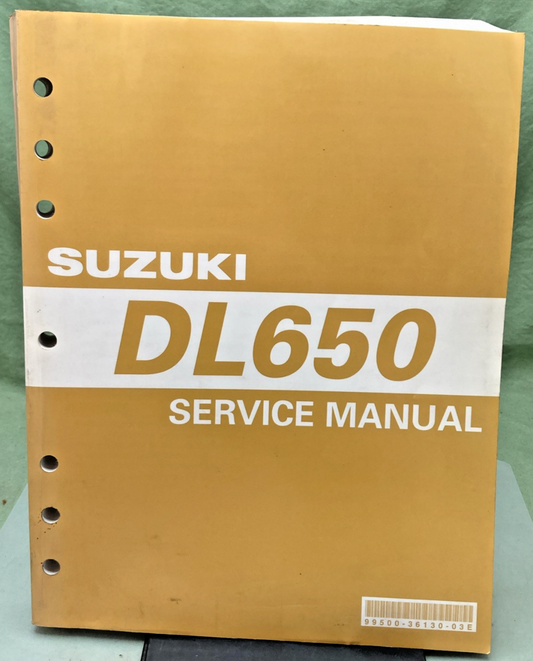 SUZUKI
DL650
SERVICE MANUAL
99500-36130-03E